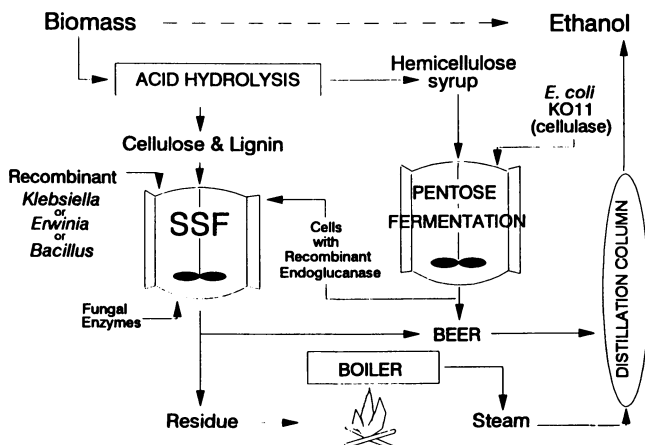 Biomass
Ethanol
ACID HYDROLYSIS
Hemicellulose
syrup
E. coli
KO11
(cellulase)
Cellulose & Lignin
Recombinant
Klebsiella
or
Erwinia
or
Bacillus
SSF
PENTOSE
FERMENTATION
Cells
with
Recombinant
Endoglucanase
Fungal
Enzymes
BEER
DISTILLATION COLUMN
BOILER
Residue
Steam